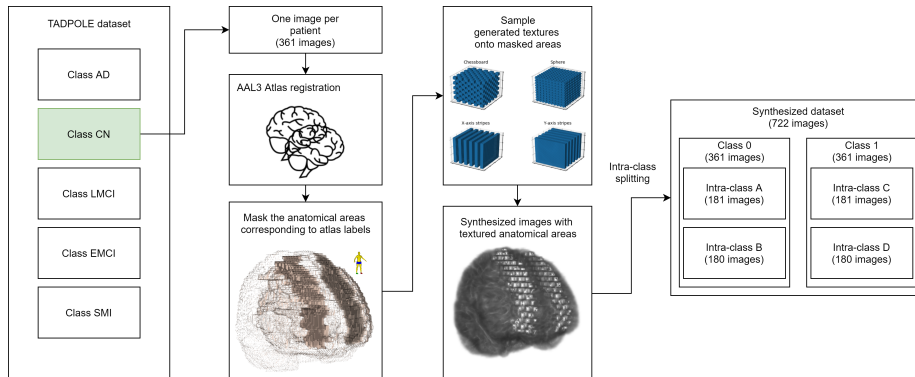 TADPOLE dataset
Class AD
Class CN
Class LMCI
Class EMCI
Class SMI
One image per
patient
(361 images)
AAL3 Atlas registration
Mask the anatomical areas
corresponding to atlas labels
Sample
generated textures
onto masked areas
Chessboard
Sphere
X-axis stripes
Y-axis stripes
Synthesized images with
textured anatomical areas
Intra-class
splitting
Synthesized dataset
(722 images)
Class 0
(361 images)
Intra-class A
(181 images)
Intra-class B
(180 images)
Class 1
(361 images)
Intra-class C
(181 images)
Intra-class D
(180 images)